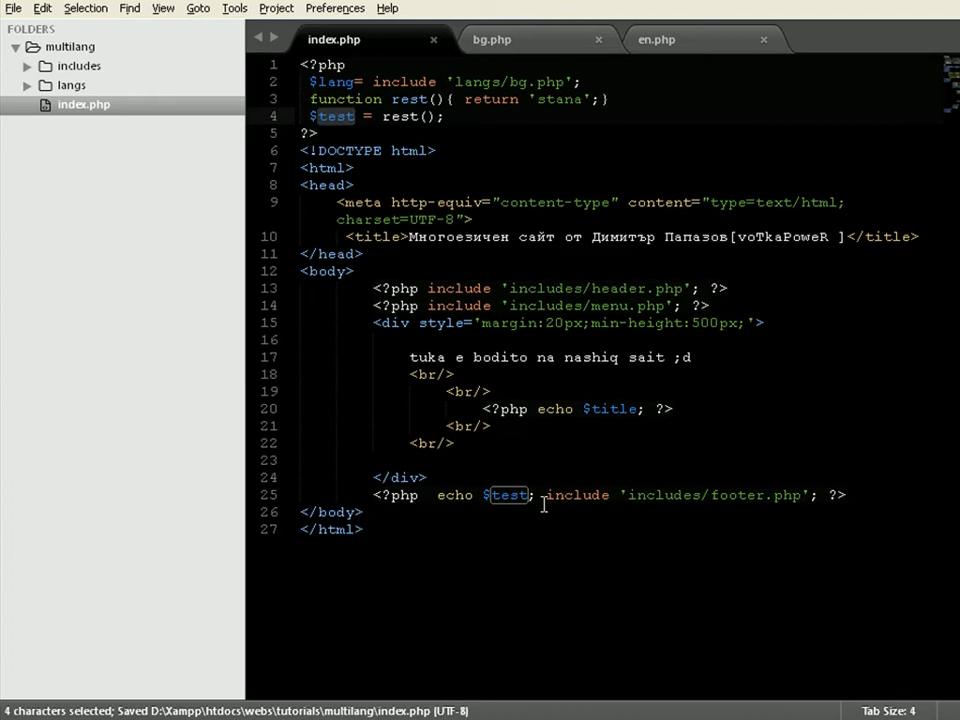 File Edit Selection Find View Goto Tools Project Preferences Help
FOLDERS
multilang
includes
langs
index.php
index.php × bg.php × en.php ×
1 <?php
2 $lang= include 'langs/bg.php';
3 function rest(){ return 'stana';}
4 $test = rest();
5 ?>
6 <!DOCTYPE html>
7 <html>
8 <head>
9 <meta http-equiv="content-type" content="type=text/html;
charset=UTF-8">
10 <title>Многоезичен сайт от Димитър Папазов[voTkaPoweR ]</title>
11 </head>
12 <body>
13 <?php include 'includes/header.php'; ?>
14 <?php include 'includes/menu.php'; ?>
15 <div style='margin:20px;min-height:500px;'>
16
17 tuka e bodito na nashiq sait ;d
18 <br/>
19 <br/>
20 <?php echo $title; ?>
21 <br/>
22 <br/>
23
24 </div>
25 <?php echo $test; include 'includes/footer.php'; ?>
26 </body>
27 </html>
4 characters selected; Saved D:\Xampp\htdocs\webs\tutorials\multilang\index.php (UTF-8) Tab Size: 4